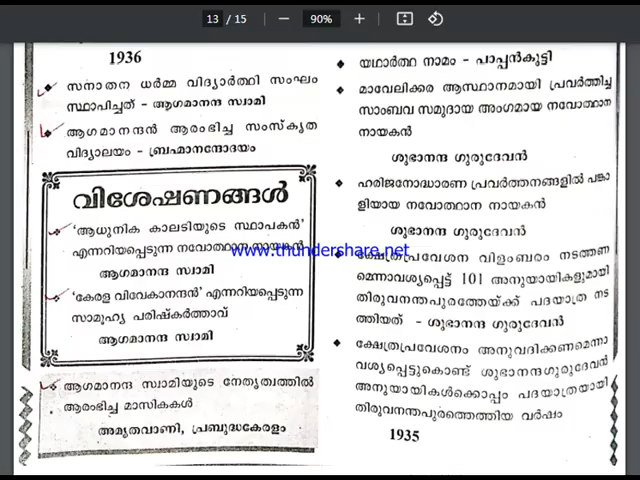 13 / 15
90%
1936
സനാതന ധർമ്മ വിദ്യാർത്ഥി സംഘം
സ്ഥാപിച്ചത് - ആഗമാനന്ദ സ്വാമി
ആഗമാനന്ദൻ ആരംഭിച്ച സംസ്കൃത
വിദ്യാലയം - ബ്രഹ്മാനന്ദോദയം
വിശേഷണങ്ങൾ
'ആധുനിക കാലടിയുടെ സ്ഥാപകൻ'
എന്നറിയപ്പെടുന്ന നവോത്ഥാന നായകൻ
ആഗമാനന്ദ സ്വാമി
'കേരള വിവേകാനന്ദൻ' എന്നറിയപ്പെടുന്ന
സാമൂഹ്യ പരിഷ്കർത്താവ്
ആഗമാനന്ദ സ്വാമി
ആഗമാനന്ദ സ്വാമിയുടെ നേതൃത്വത്തിൽ
ആരംഭിച്ച മാസികകൾ
അമൃതവാണി, പ്രബുദ്ധകേരളം
യഥാർത്ഥ നാമം - പാപ്പൻകുട്ടി
മാവേലിക്കര ആസ്ഥാനമായി പ്രവർത്തിച്ച
സാംബവ സമുദായ അംഗമായ നവോത്ഥാന
നായകൻ
ശുഭാനന്ദ ഗുരുദേവൻ
ഹരിജനോദ്ധാരണ പ്രവർത്തനങ്ങളിൽ പങ്കാ
ളിയായ നവോത്ഥാന നായകൻ
ശുഭാനന്ദ ഗുരുദേവൻ
www.thundershare.net
ക്ഷേത്രപ്രവേശന വിളംബരം നടത്തണ
മെന്നാവശ്യപ്പെട്ട് 101 അനുയായികളുമായി
തിരുവനന്തപുരത്തേയ്ക്ക് പദയാത്ര നട
ത്തിയത് - ശുഭാനന്ദ ഗുരുദേവൻ
ക്ഷേത്രപ്രവേശനം അനുവദിക്കണമെന്നാ
വശ്യപ്പെട്ടുകൊണ്ട് ശുഭാനന്ദഗുരുദേവൻ
അനുയായികൾക്കൊപ്പം പദയാത്രയായി
തിരുവനന്തപുരത്തെത്തിയ വർഷം
1935